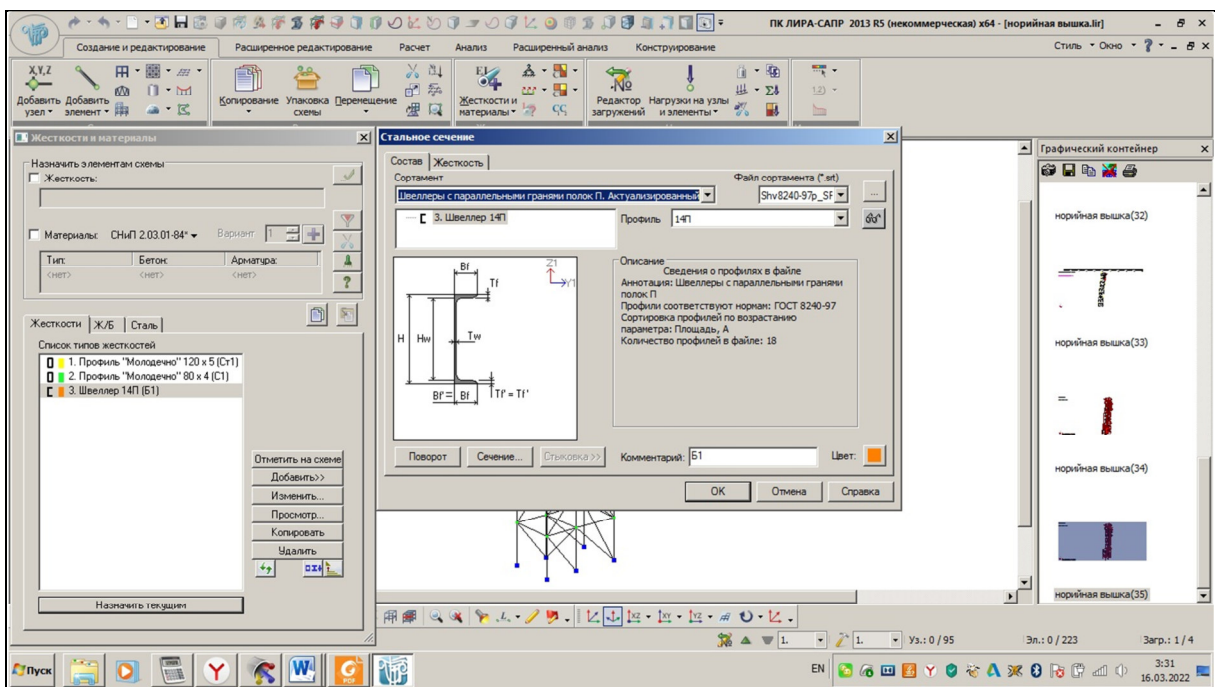 ПК ЛИРА-САПР 2013 R5 (некоммерческая) x64 - [норийная вышка.lir]
Создание и редактирование Расширенное редактирование Расчет Анализ Расширенный анализ Конструирование Стиль Окно
X,Y,Z
Добавить узел
Добавить элемент
Копирование
Упаковка схемы
Перемещение
Жесткости и материалы
Редактор загружений
Нагрузки на узлы и элементы
Жесткости и материалы
Назначить элементам схемы
Жесткость:
Материалы: СНиП 2.03.01-84* Вариант 1
Тип: Бетон: Арматура:
<нет> <нет> <нет>
Жесткости Ж/Б Сталь
Список типов жесткостей
1. Профиль "Молодечно" 120 x 5 (Ст1)
2. Профиль "Молодечно" 80 x 4 (С1)
3. Швеллер 14П (Б1)
Отметить на схеме
Добавить>>
Изменить...
Просмотр...
Копировать
Удалить
Назначить текущим
Стальное сечение
Состав Жесткость
Сортамент Файл сортамента (*.srt)
Швеллеры с параллельными гранями полок П. Актуализированный Shv8240-97p_SF ...
3. Швеллер 14П Профиль 14П
Bf Tf Z1 Y1
H Hw Tw
Bf'= Bf Tf' = Tf'
Описание
Сведения о профилях в файле
Аннотация: Швеллеры с параллельными гранями
полок П
Профили соответствуют нормам: ГОСТ 8240-97
Сортировка профилей по возрастанию
параметра: Площадь, A
Количество профилей в файле: 18
Поворот Сечение... Стыковка >> Комментарий: Б1 Цвет:
OK Отмена Справка
Графический контейнер
норийная вышка(32)
норийная вышка(33)
норийная вышка(34)
норийная вышка(35)
1. 1. Уз.: 0 / 95 Эл.: 0 / 223 Загр.: 1 / 4
Пуск EN 3:31
16.03.2022